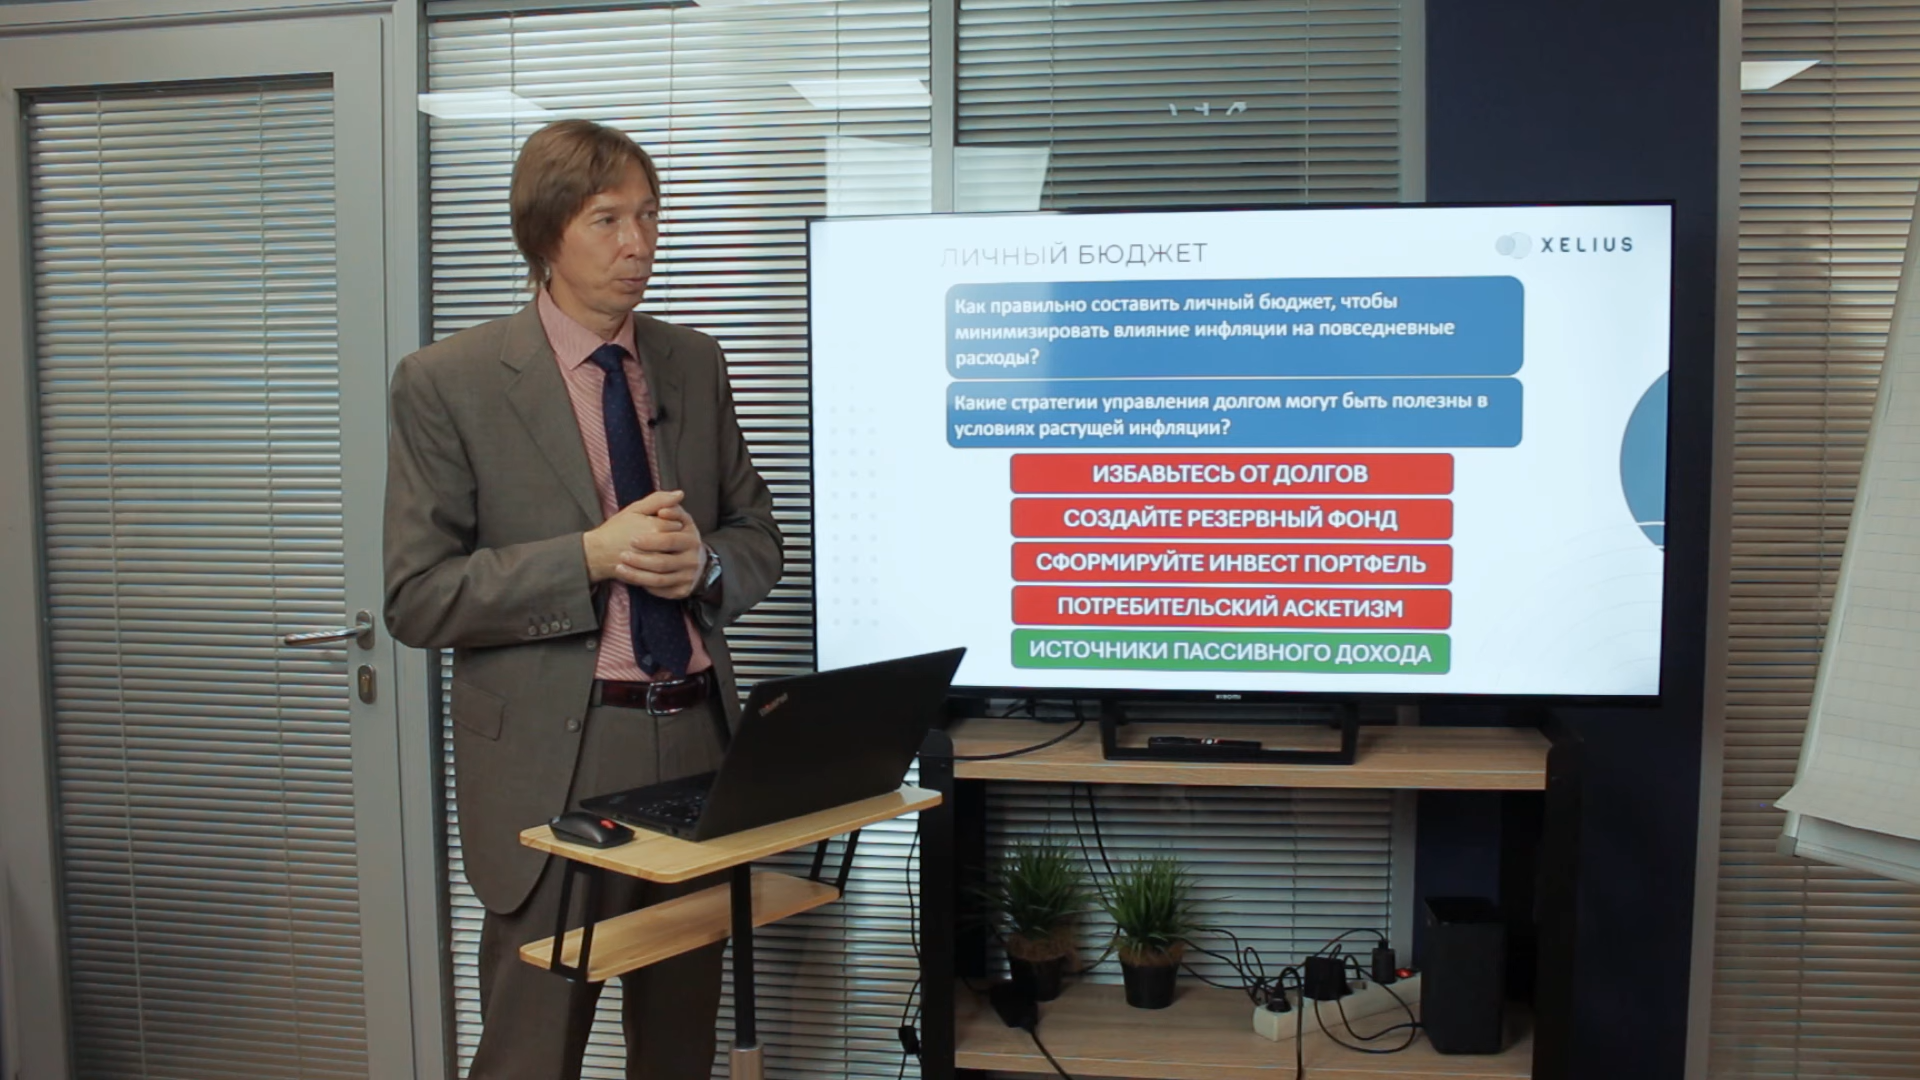 ЛИЧНЫЙ БЮДЖЕТ
XELIUS
Как правильно составить личный бюджет, чтобы
минимизировать влияние инфляции на повседневные
расходы?
Какие стратегии управления долгом могут быть полезны в
условиях растущей инфляции?
ИЗБАВЬТЕСЬ ОТ ДОЛГОВ
СОЗДАЙТЕ РЕЗЕРВНЫЙ ФОНД
СФОРМИРУЙТЕ ИНВЕСТ ПОРТФЕЛЬ
ПОТРЕБИТЕЛЬСКИЙ АСКЕТИЗМ
ИСТОЧНИКИ ПАССИВНОГО ДОХОДА
xiaomi
ThinkPad